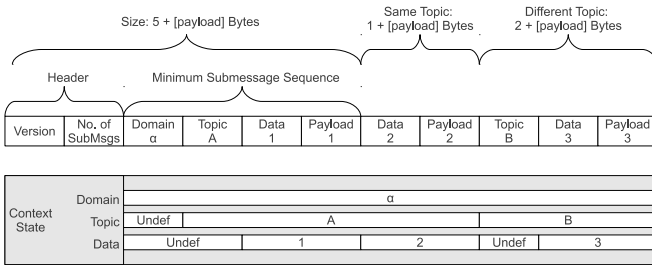 Size: 5 + [payload] Bytes
Same Topic:
1 + [payload] Bytes
Different Topic:
2 + [payload] Bytes
Header
Minimum Submessage Sequence
Version
No. of
SubMsgs
Domain
α
Topic
A
Data
1
Payload
1
Data
2
Payload
2
Topic
B
Data
3
Payload
3
Context
State
Domain
α
Topic
Undef
A
B
Data
Undef
1
2
Undef
3